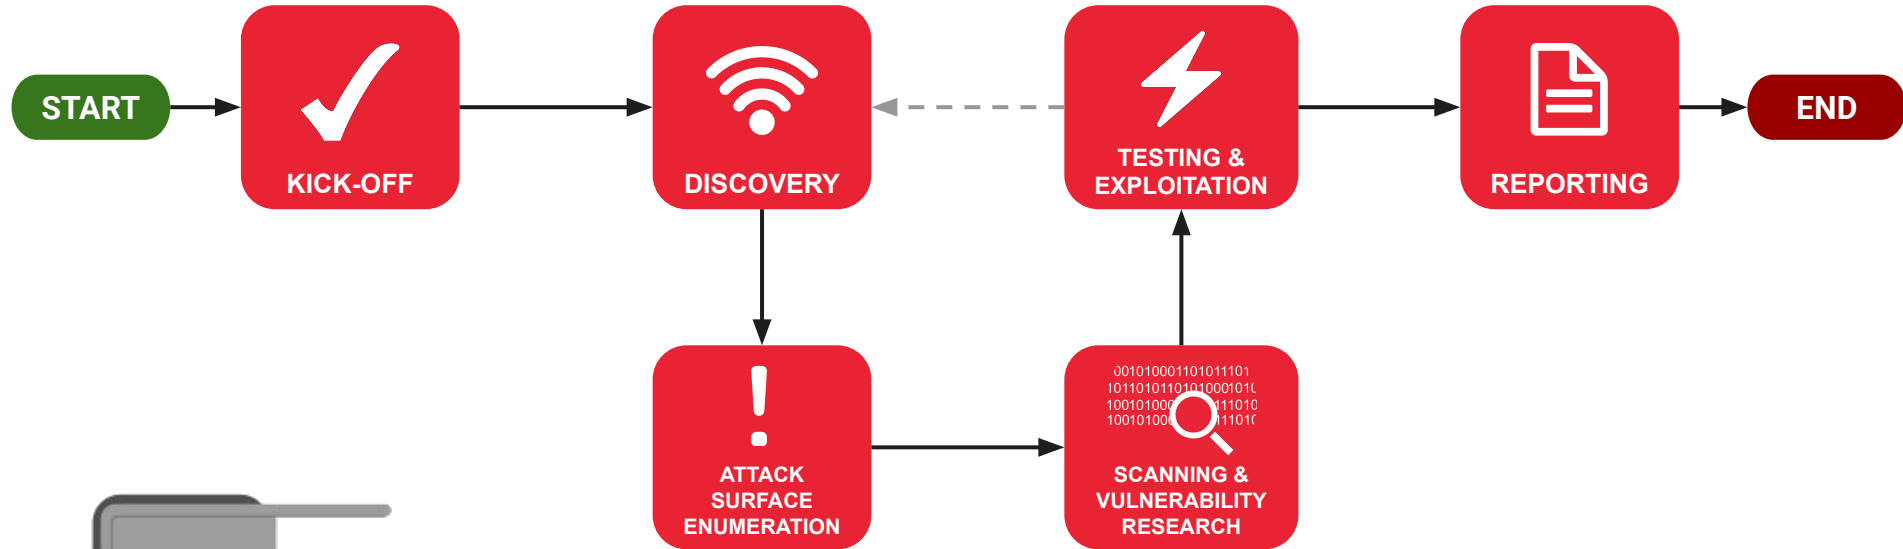 START
KICK-OFF
DISCOVERY
TESTING &
EXPLOITATION
REPORTING
END
ATTACK
SURFACE
ENUMERATION
SCANNING &
VULNERABILITY
RESEARCH